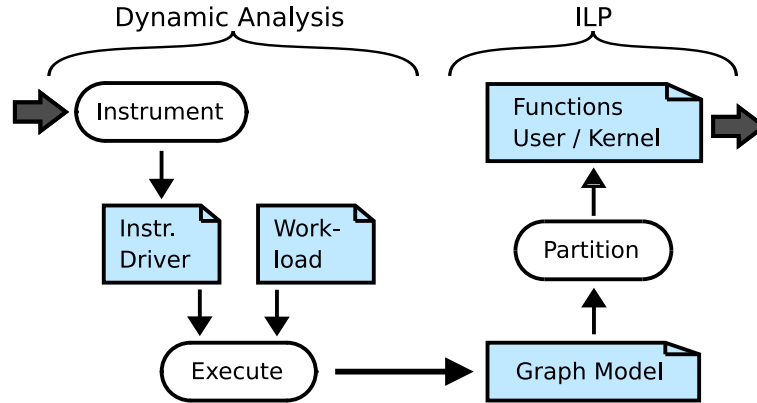 Dynamic Analysis
ILP
Instrument
Functions
User / Kernel
Instr.
Driver
Work-
load
Partition
Execute
Graph Model